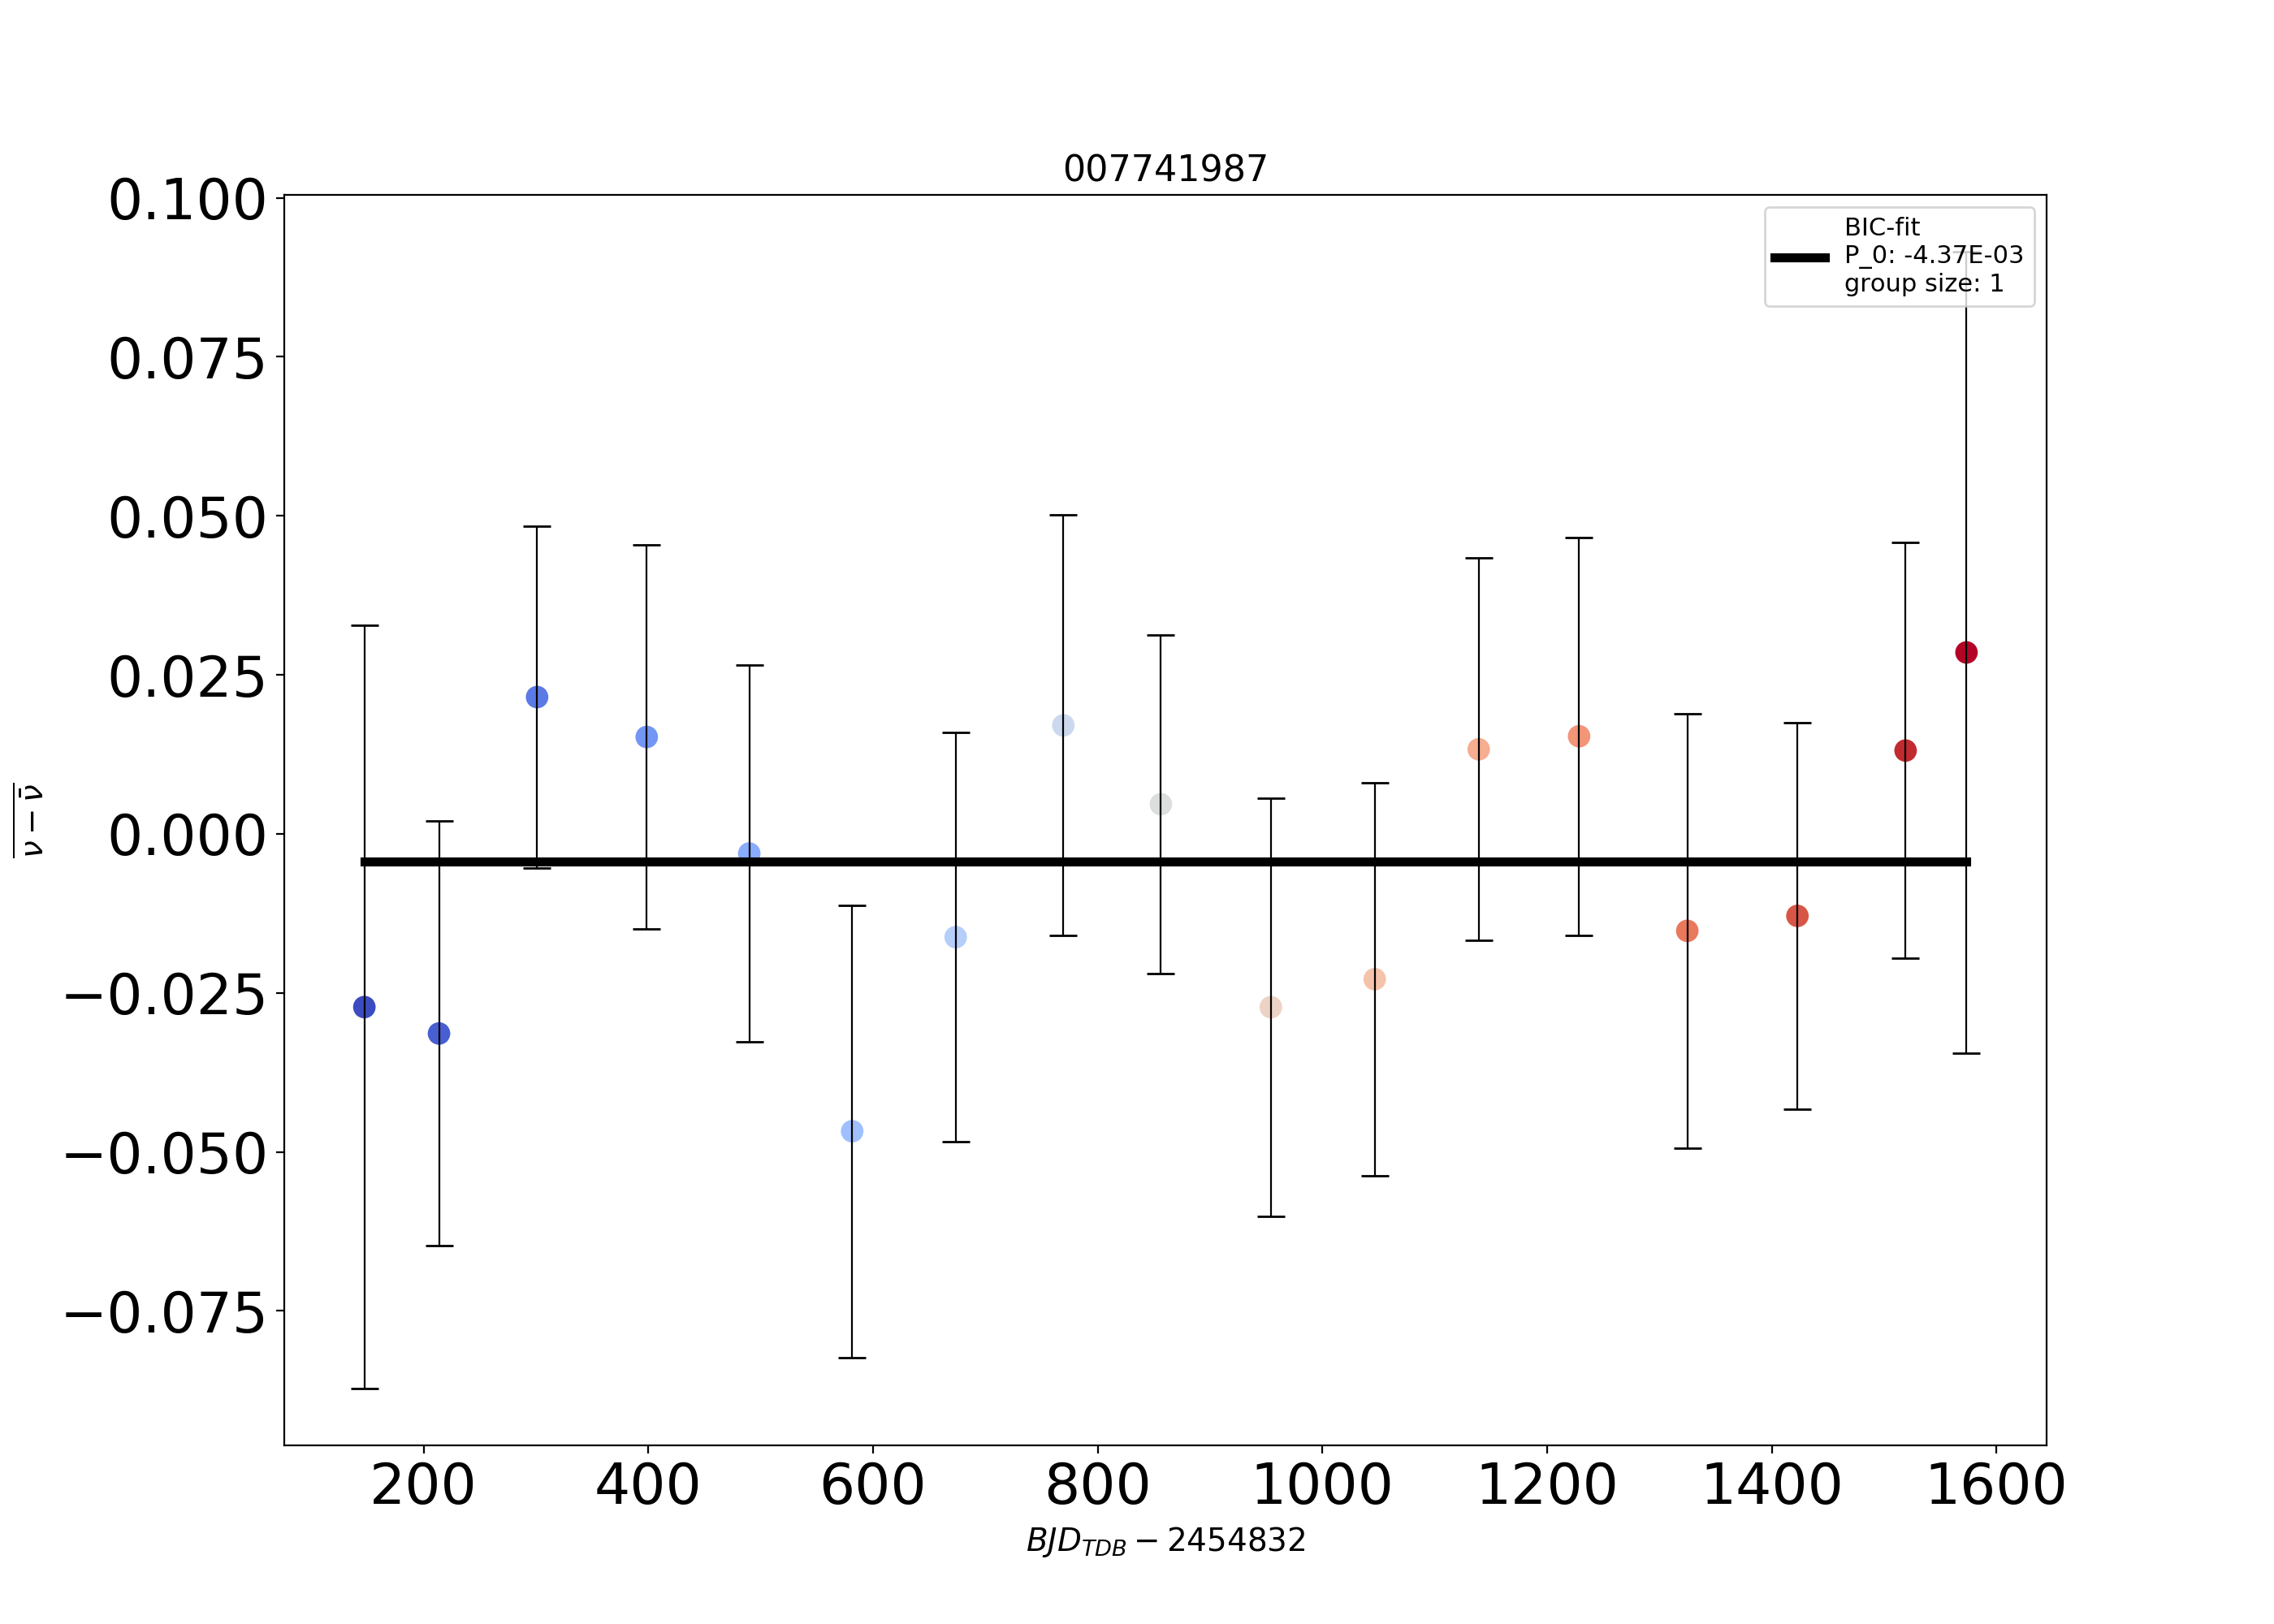 007741987
0.100
0.075
0.050
0.025
0.000
−0.025
−0.050
−0.075
BIC-fit
P_0: -4.37E-03
group size: 1
ν − ν̄
200 400 600 800 1000 1200 1400 1600
BJD_TDB − 2454832